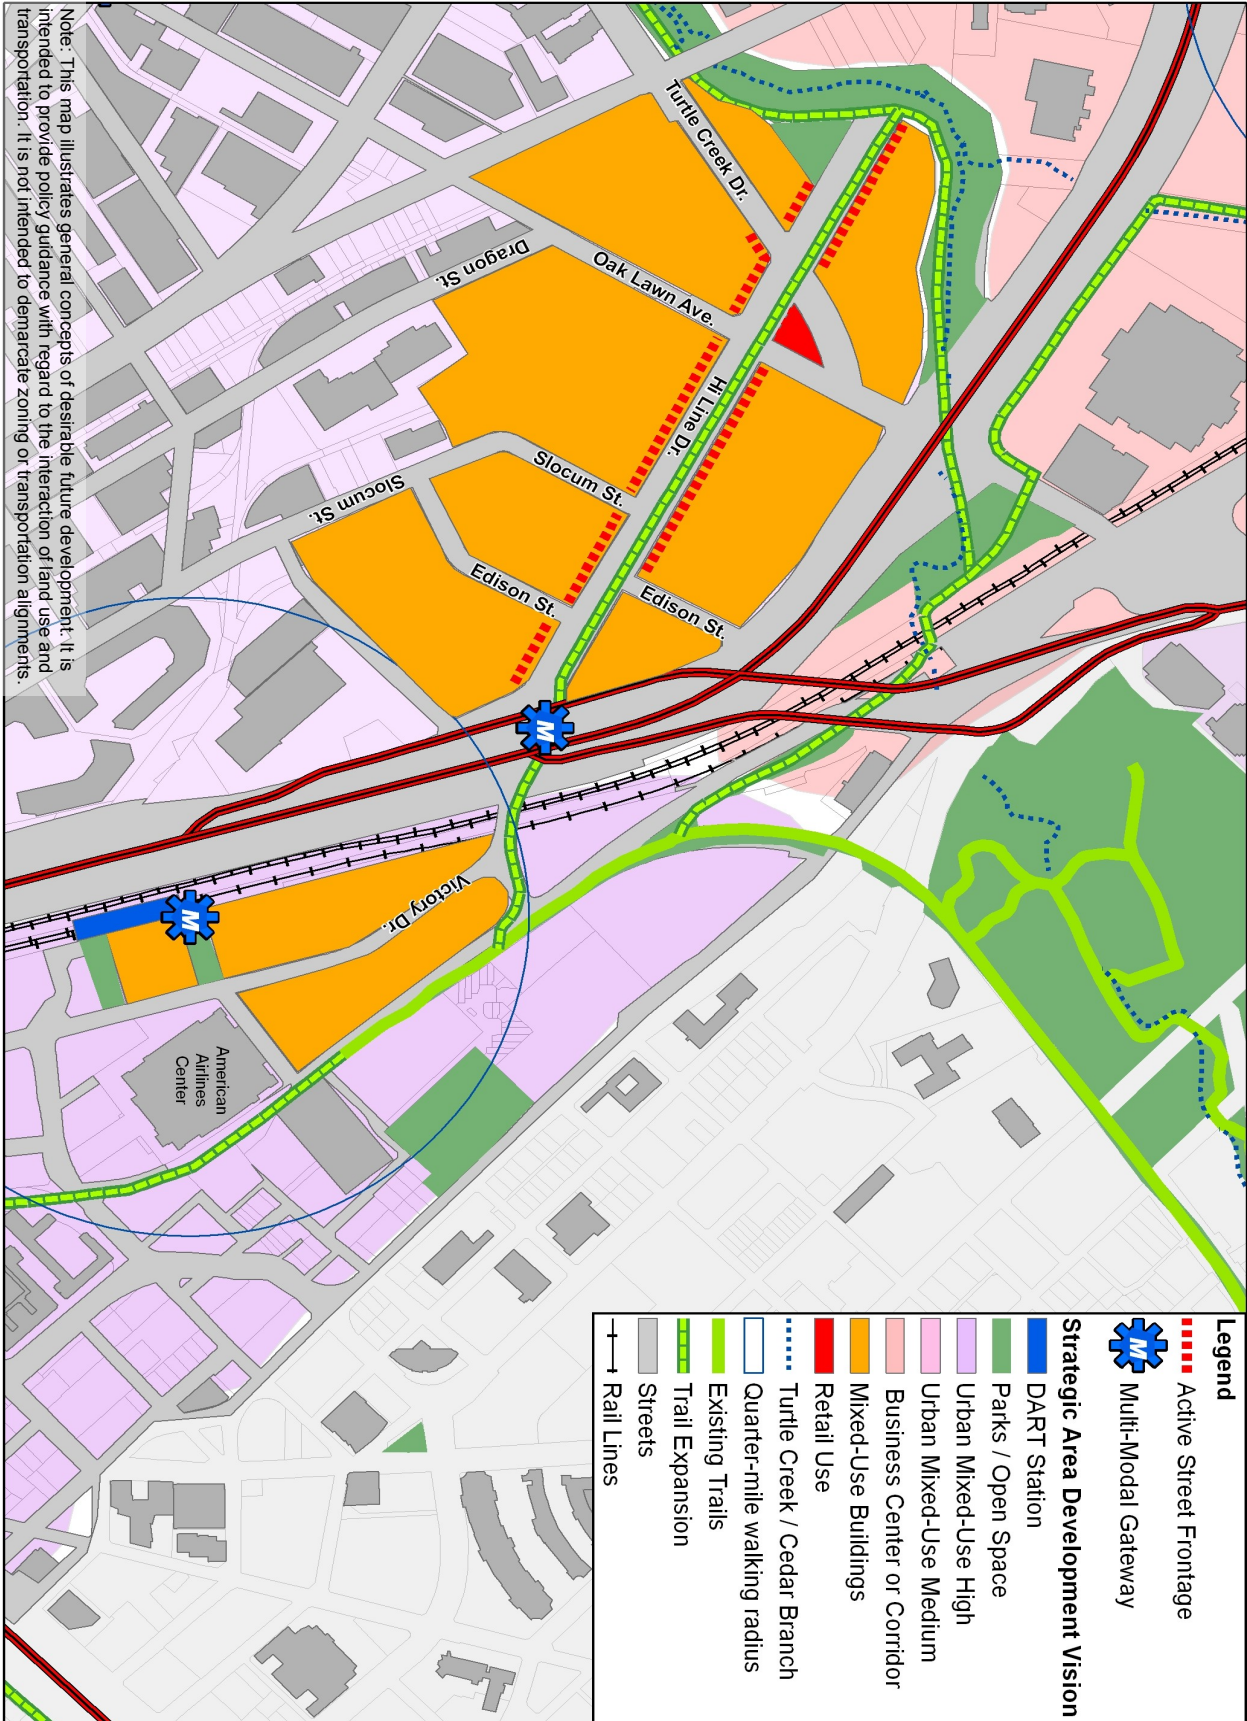 Legend
Active Street Frontage
M Multi-Modal Gateway
Strategic Area Development Vision
DART Station
Parks / Open Space
Urban Mixed-Use High
Urban Mixed-Use Medium
Business Center or Corridor
Mixed-Use Buildings
Retail Use
Turtle Creek / Cedar Branch
Quarter-mile walking radius
Existing Trails
Trail Expansion
Streets
Rail Lines
Turtle Creek Dr.
Oak Lawn Ave.
Dragon St.
Hi Line Dr.
Slocum St.
Slocum St.
Edison St.
Edison St.
M
Victory Dr.
M
American
Airlines
Center
Note: This map illustrates general concepts of desirable future development. It is
intended to provide policy guidance with regard to the interaction of land use and
transportation. It is not intended to demarcate zoning or transportation alignments.